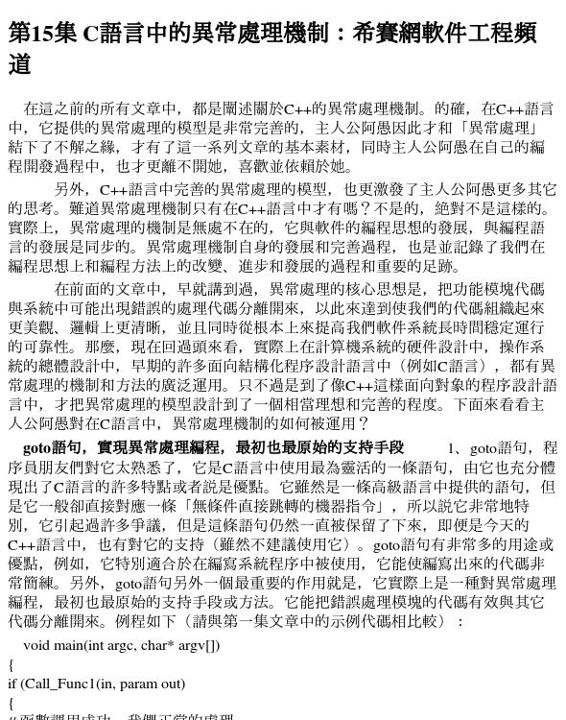 第15集 C語言中的異常處理機制：希賽網軟件工程頻
道
在這之前的所有文章中，都是闡述關於C++的異常處理機制。的確，在C++語言
中，它提供的異常處理的模型是非常完善的，主人公阿愚因此才和「異常處理」
結下了不解之緣，才有了這一系列文章的基本素材，同時主人公阿愚在自己的編
程開發過程中，也才更離不開她，喜歡並依賴於她。
另外，C++語言中完善的異常處理的模型，也更激發了主人公阿愚更多其它
的思考。難道異常處理機制只有在C++語言中才有嗎？不是的，絶對不是這樣的。
實際上，異常處理的機制是無處不在的，它與軟件的編程思想的發展，與編程語
言的發展是同步的。異常處理機制自身的發展和完善過程，也是並記錄了我們在
編程思想上和編程方法上的改變、進步和發展的過程和重要的足跡。
在前面的文章中，早就講到過，異常處理的核心思想是，把功能模塊代碼
與系統中可能出現錯誤的處理代碼分離開來，以此來達到使我們的代碼組織起來
更美觀、邏輯上更清晰，並且同時從根本上來提高我們軟件系統長時間穩定運行
的可靠性。那麼，現在回過頭來看，實際上在計算機系統的硬件設計中，操作系
統的總體設計中，早期的許多面向結構化程序設計語言中（例如C語言），都有異
常處理的機制和方法的廣泛運用。只不過是到了像C++這樣面向對象的程序設計語
言中，才把異常處理的模型設計到了一個相當理想和完善的程度。下面來看看主
人公阿愚對在C語言中，異常處理機制的如何被運用？
goto語句，實現異常處理編程，最初也最原始的支持手段 1、goto語句，程
序員朋友們對它太熟悉了，它是C語言中使用最為靈活的一條語句，由它也充分體
現出了C語言的許多特點或者説是優點。它雖然是一條高級語言中提供的語句，但
是它一般卻直接對應一條「無條件直接跳轉的機器指令」，所以説它非常地特
別，它引起過許多爭議，但是這條語句仍然一直被保留了下來，即便是今天的
C++語言中，也有對它的支持（雖然不建議使用它）。goto語句有非常多的用途或
優點，例如，它特別適合於在編寫系統程序中被使用，它能使編寫出來的代碼非
常簡練。另外，goto語句另外一個最重要的作用就是，它實際上是一種對異常處理
編程，最初也最原始的支持手段或方法。它能把錯誤處理模塊的代碼有效與其它
代碼分離開來。例程如下（請與第一集文章中的示例代碼相比較）：
void main(int argc, char* argv[])
{
if (Call_Func1(in, param out)
{
// 函數調用成功，我們正常的處理